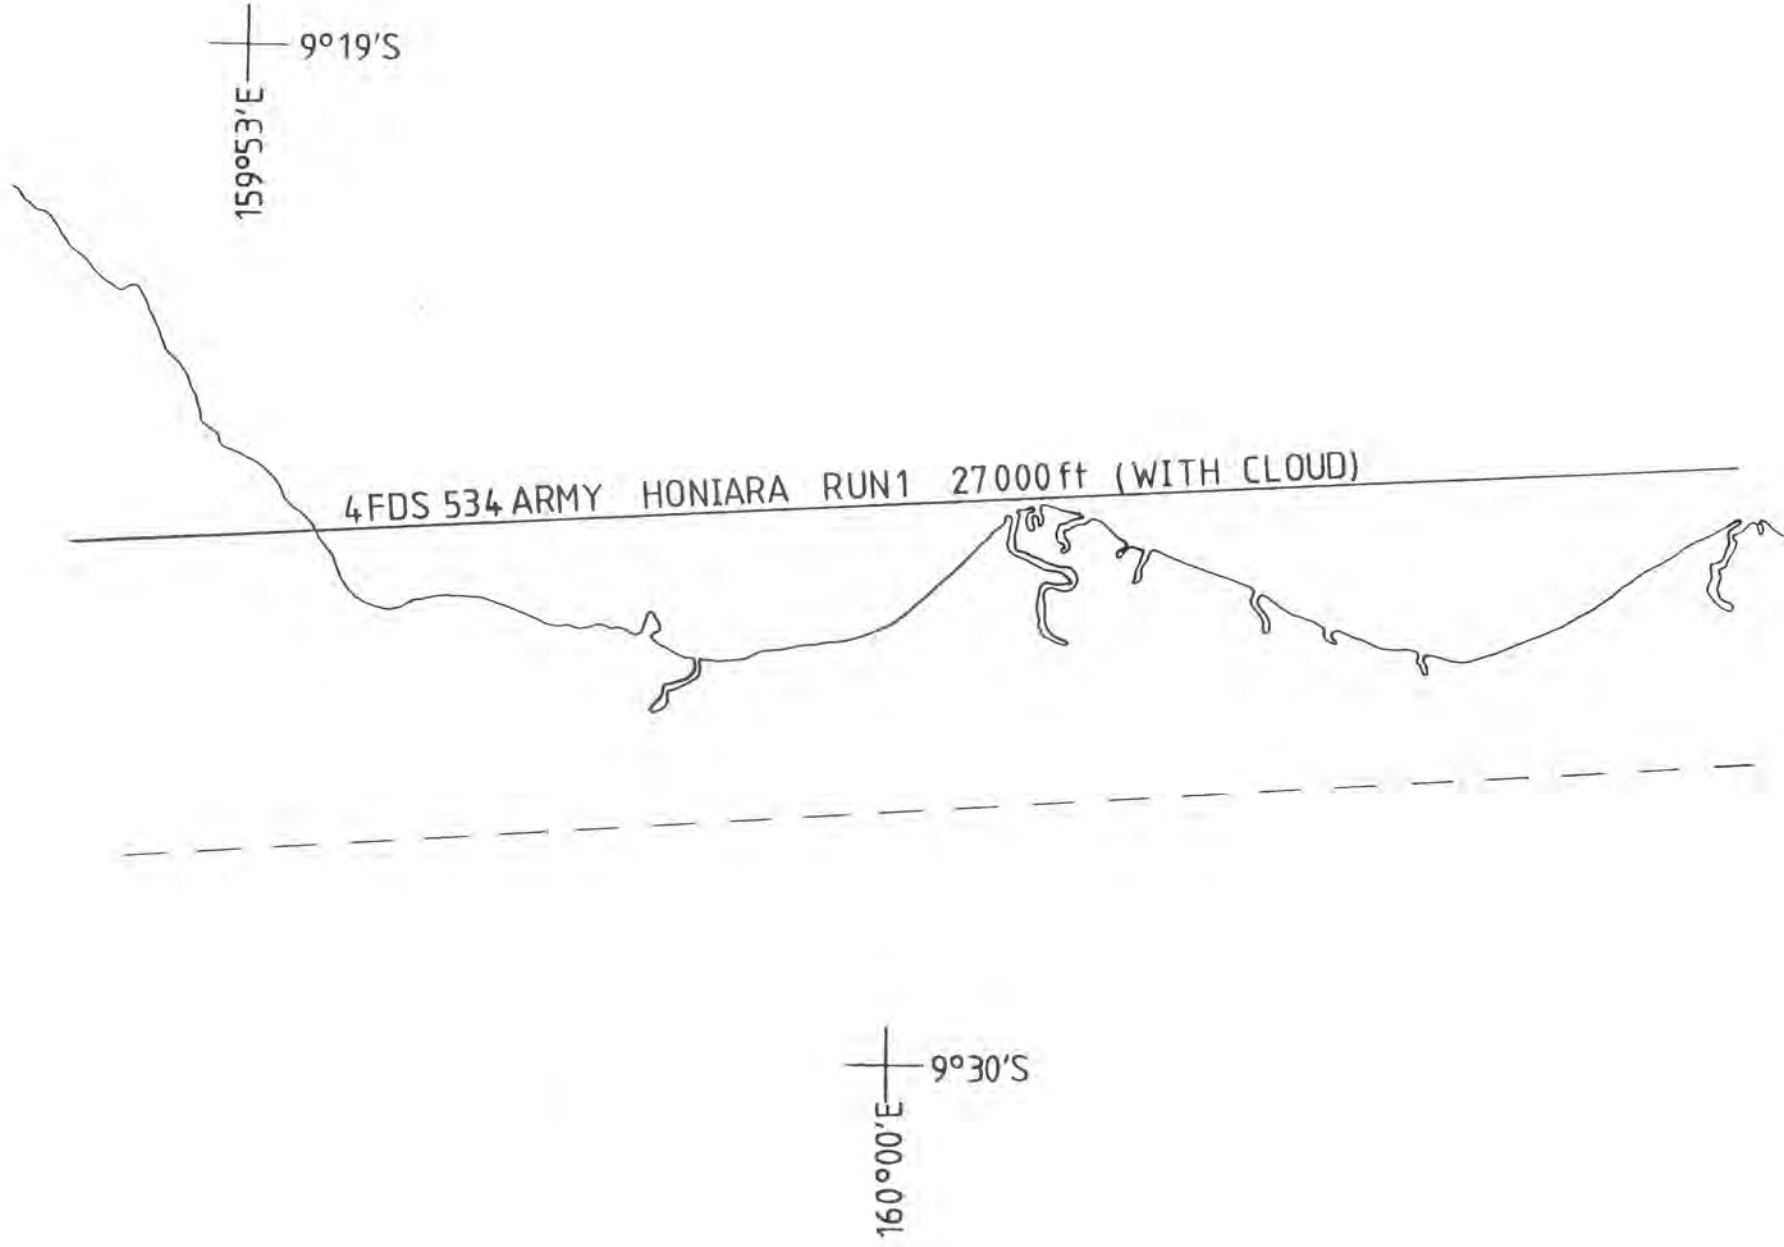 9°19'S
159°53'E
4FDS 534 ARMY HONIARA RUN1 27000ft (WITH CLOUD)
9°30'S
160°00'E